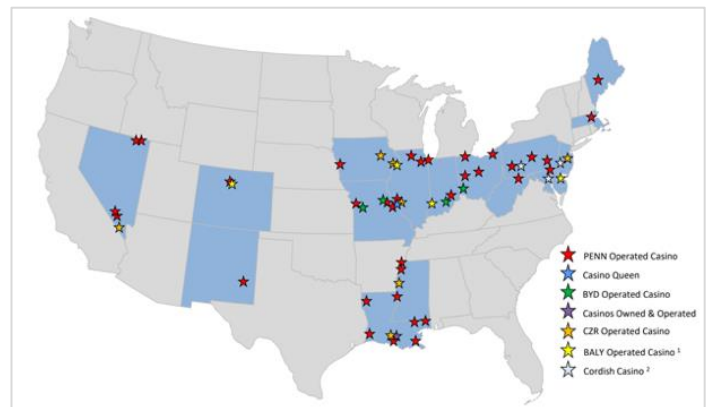 PENN Operated Casino
Casino Queen
BYD Operated Casino
Casinos Owned & Operated
CZR Operated Casino
BALY Operated Casino ¹
Cordish Casino ²